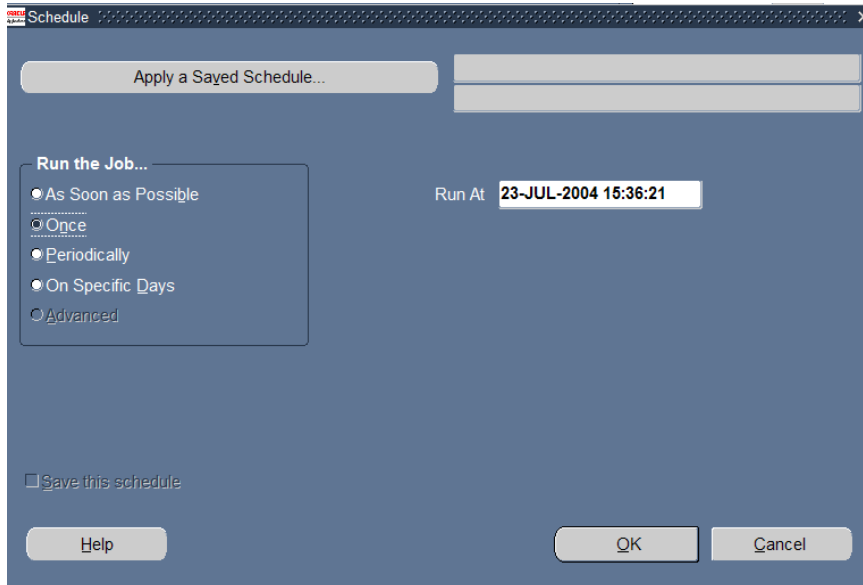 ORACLE
Schedule
Apply a Saved Schedule...
Run the Job...
As Soon as Possible
Run At 23-JUL-2004 15:36:21
Once
Periodically
On Specific Days
Advanced
Save this schedule
Help
OK
Cancel